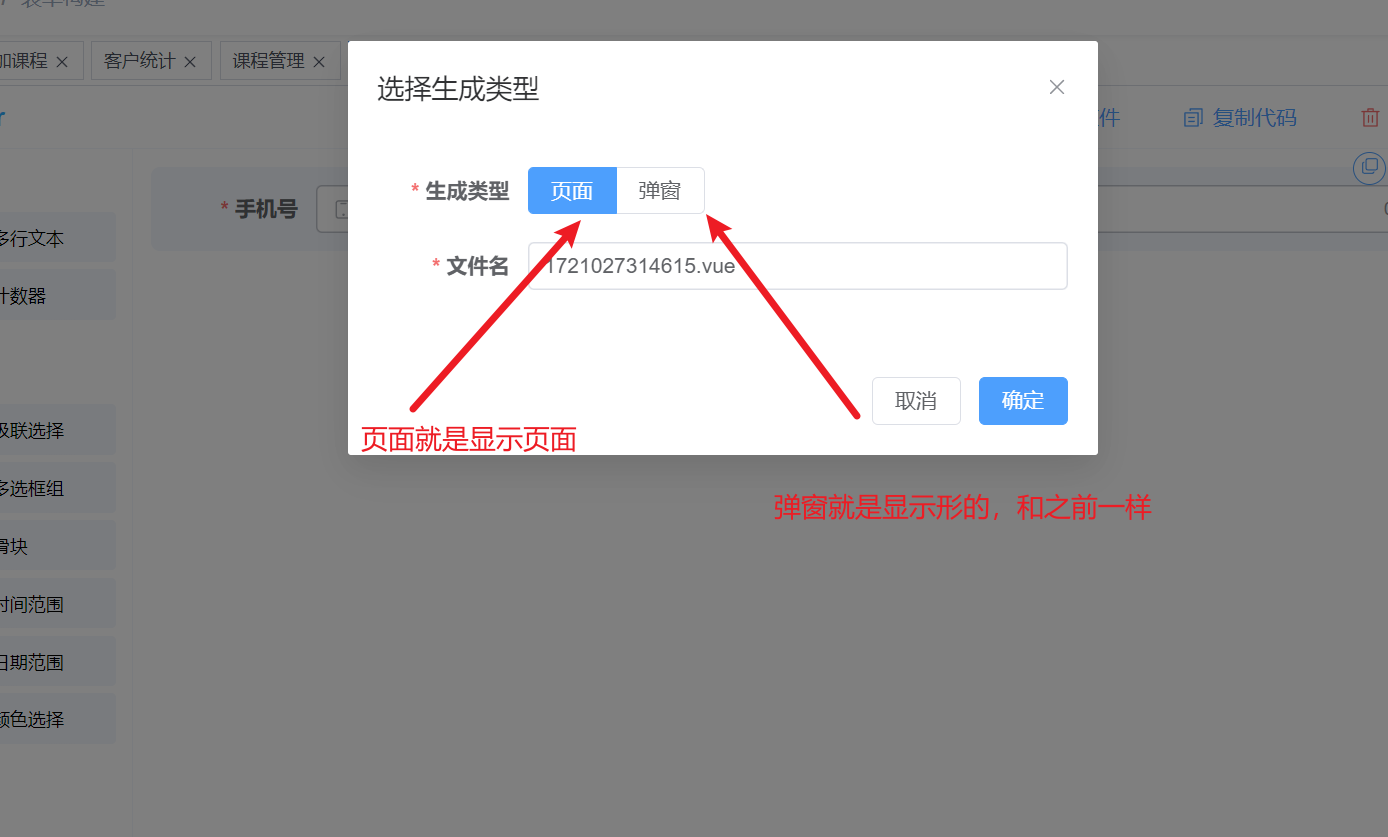 表单构建
加课程
客户统计
课程管理
选择生成类型
件
复制代码
* 生成类型
页面
弹窗
* 手机号
多行文本
* 文件名
1721027314615.vue
计数器
取消
确定
级联选择
页面就是显示页面
多选框组
弹窗就是显示形的，和之前一样
滑块
时间范围
日期范围
颜色选择